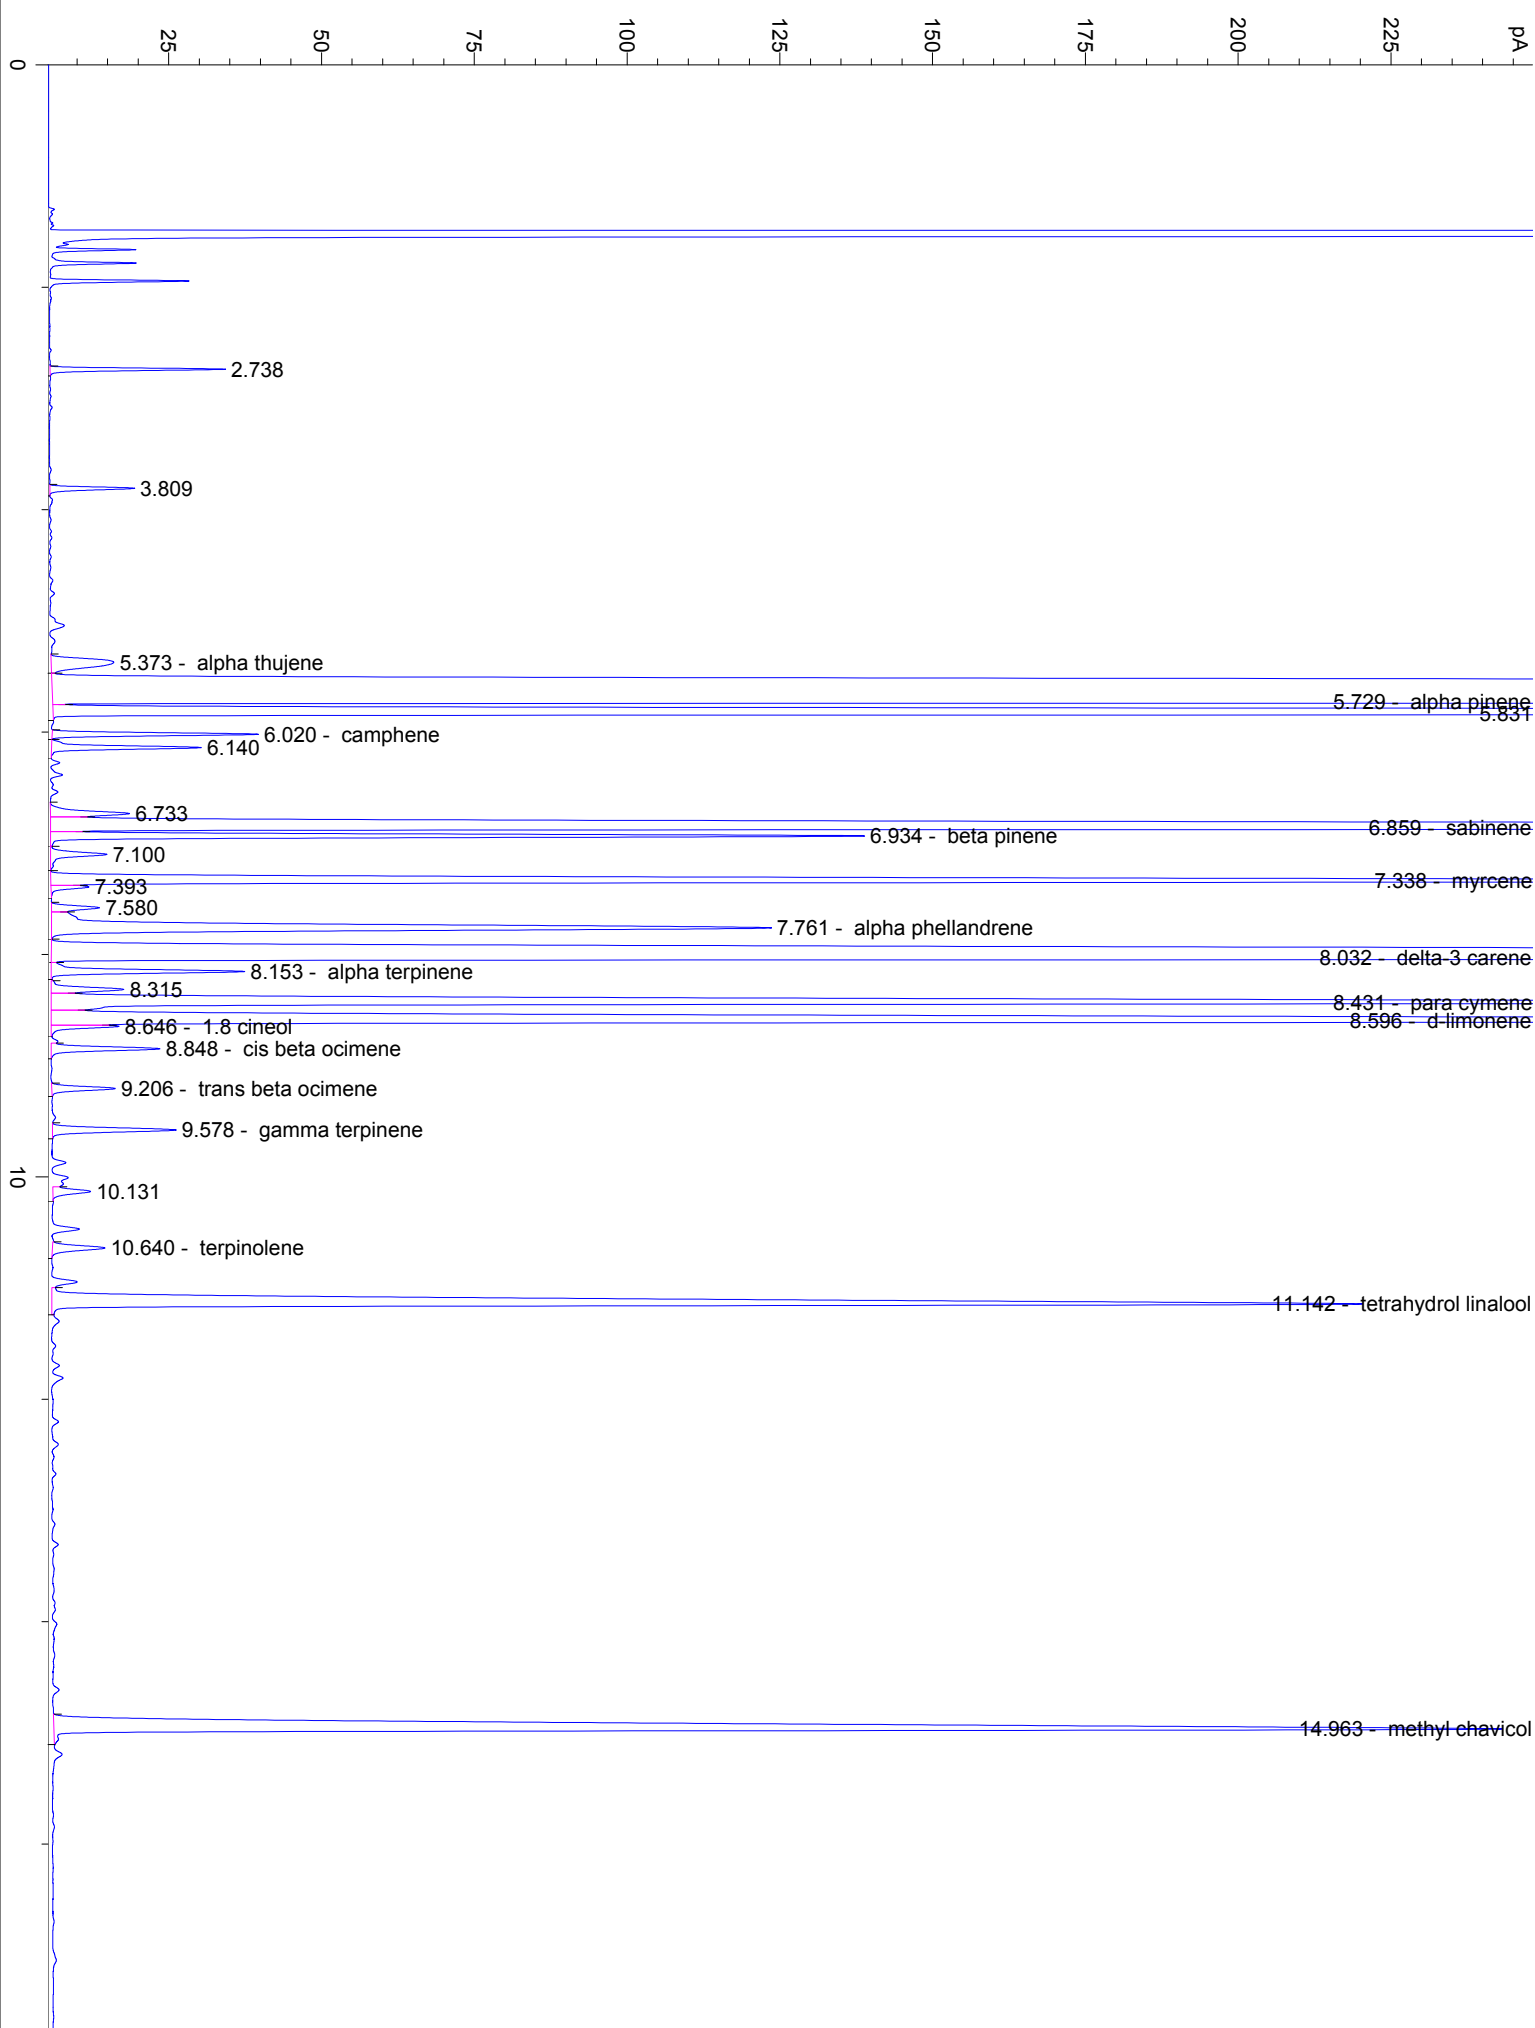 pA
25
50
75
100
125
150
175
200
225
0
2.738
3.809
5.373 - alpha thujene
5.729 - alpha pinene
5.831
6.020 - camphene
6.140
6.733
6.859 - sabinene
6.934 - beta pinene
7.100
7.338 - myrcene
7.393
7.580
7.761 - alpha phellandrene
8.032 - delta-3 carene
8.153 - alpha terpinene
8.315
8.431 - para cymene
8.596 - d-limonene
8.646 - 1.8 cineol
8.848 - cis beta ocimene
9.206 - trans beta ocimene
9.578 - gamma terpinene
10
10.131
10.640 - terpinolene
11.142 - tetrahydrol linalool
14.963 - methyl chavicol